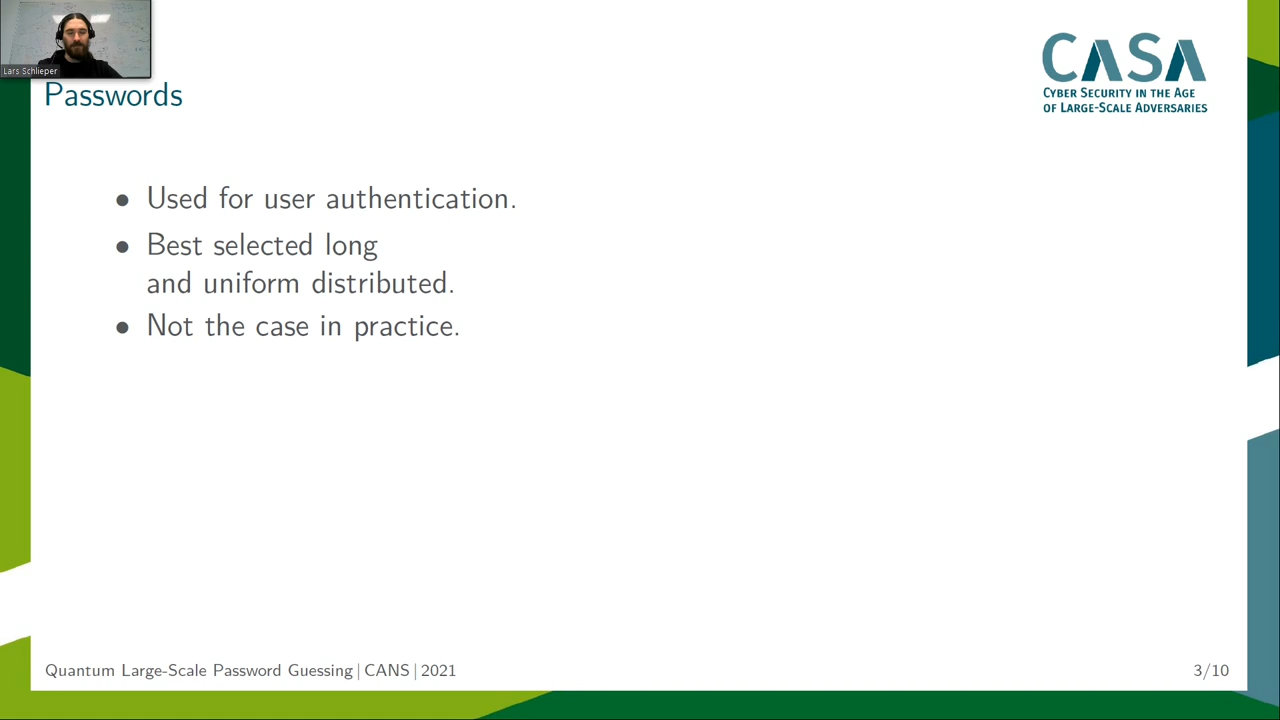 Lars Schlieper
Passwords
CASA
CYBER SECURITY IN THE AGE
OF LARGE-SCALE ADVERSARIES
• Used for user authentication.
• Best selected long
and uniform distributed.
• Not the case in practice.
Quantum Large-Scale Password Guessing | CANS | 2021
3/10